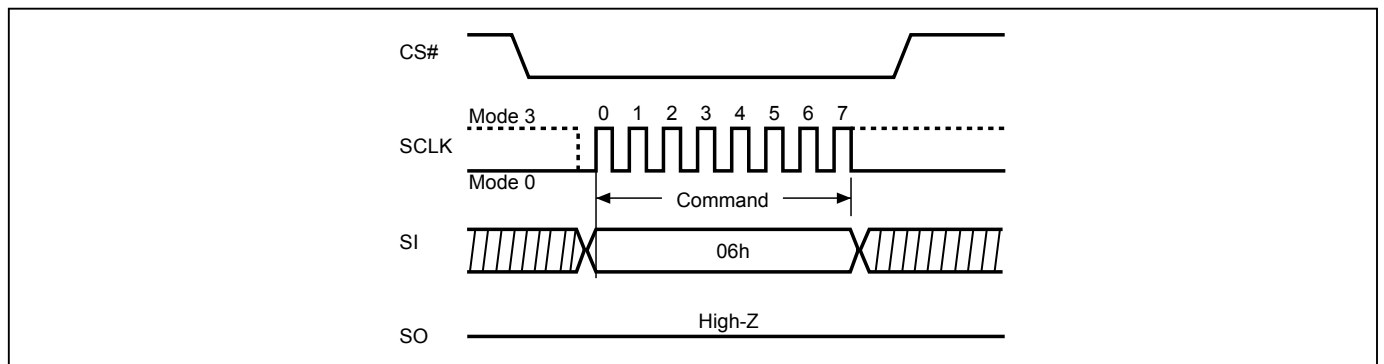 CS#
Mode 3
0 1 2 3 4 5 6 7
SCLK
Mode 0
Command
SI
06h
High-Z
SO